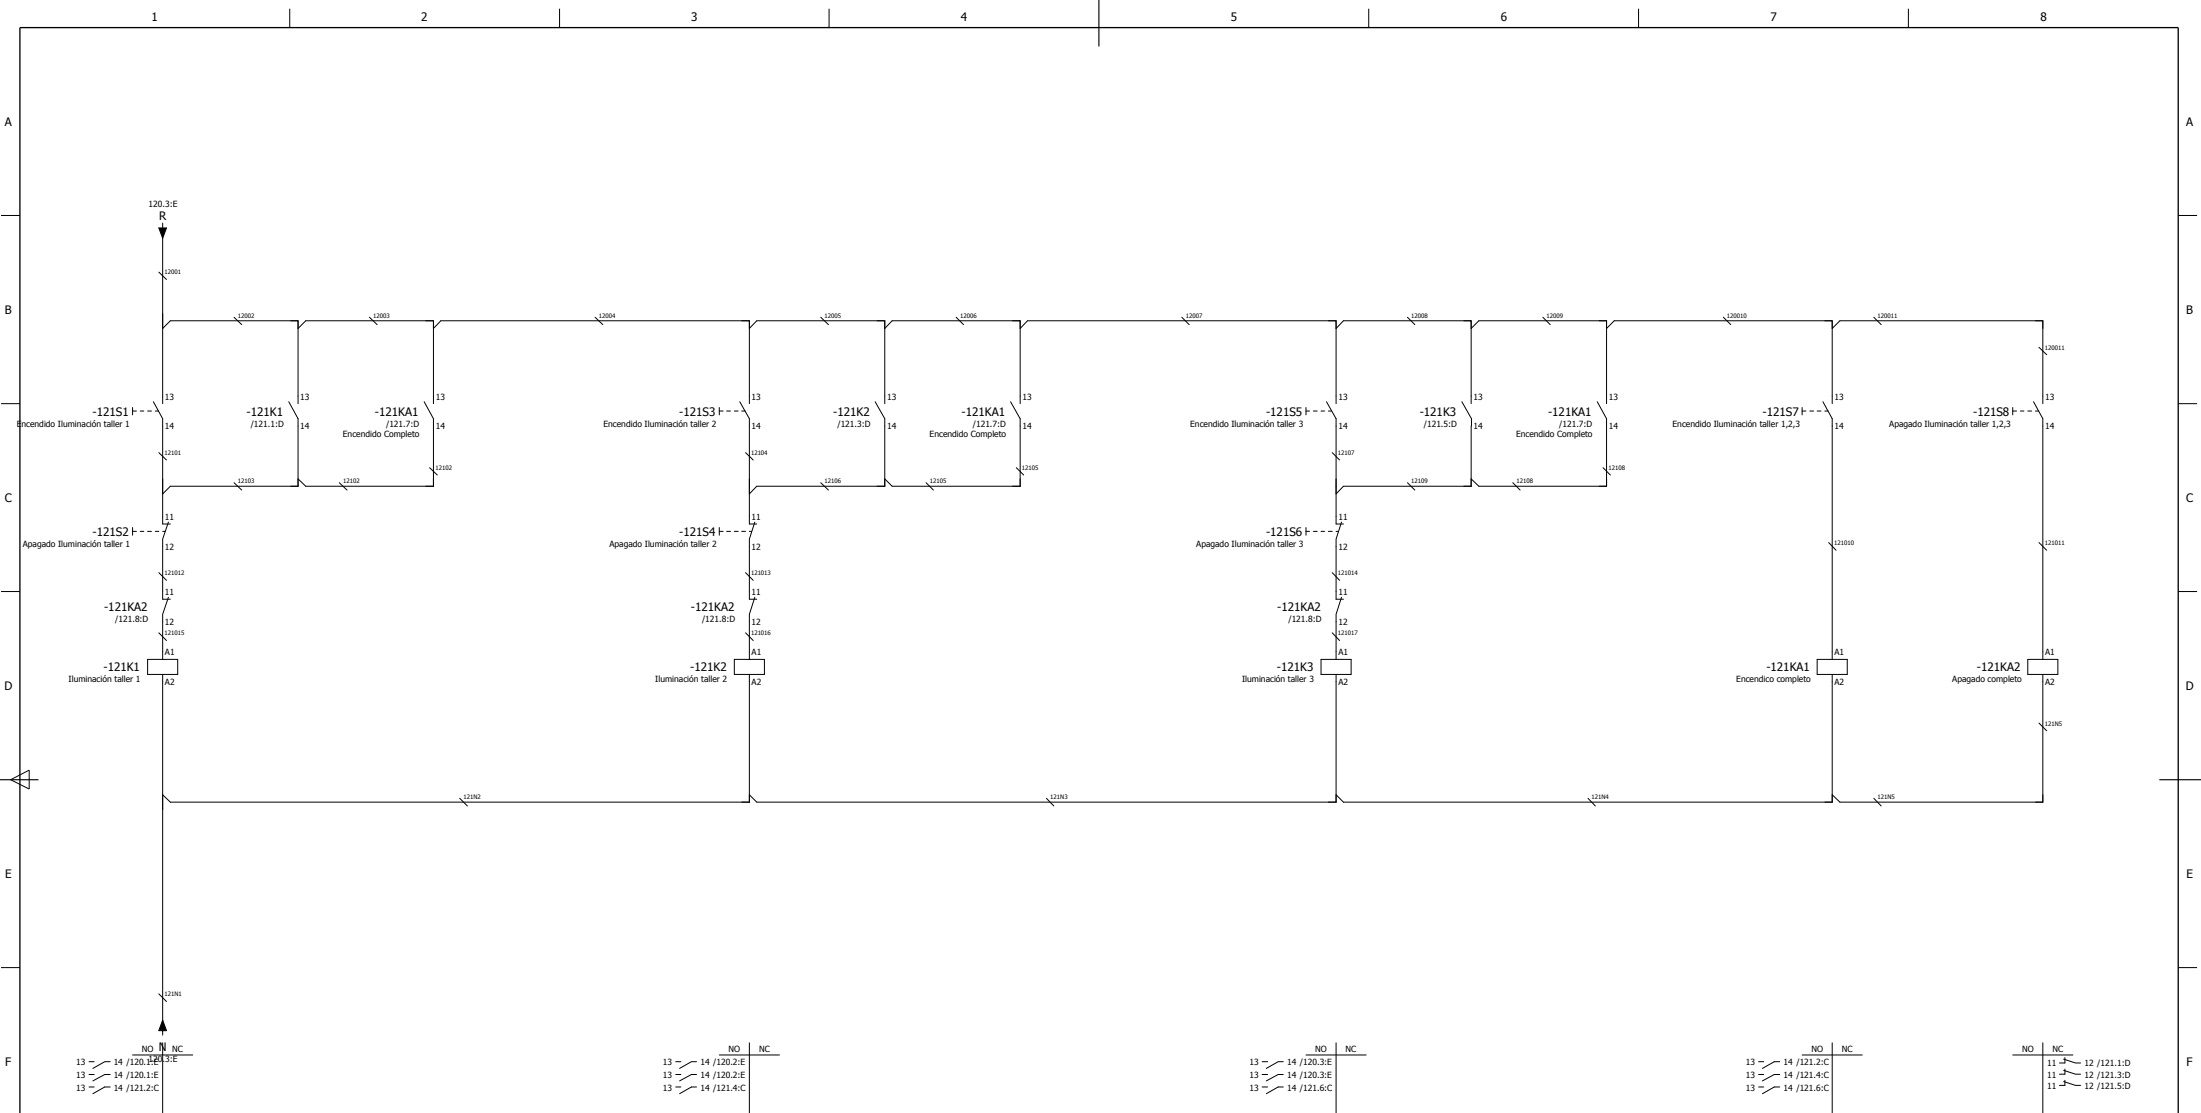 1 2 3 4 5 6 7 8
A A
120.3:E
R
12001
B B
12002 12003 12004 12005 12006 12007 12008 12009 120010 120011
120011
13 13 13 13 13 13 13 13 13 13 13
-121S1 -121K1 -121KA1 -121S3 -121K2 -121KA1 -121S5 -121K3 -121KA1 -121S7 -121S8
Encendido Iluminación taller 1 /121.1:D /121.7:D Encendido Iluminación taller 2 /121.3:D /121.7:D Encendido Iluminación taller 3 /121.5:D /121.7:D Encendido Iluminación taller 1,2,3 Apagado Iluminación taller 1,2,3
14 14 14 14 14 14 14 14 14 14 14
Encendido Completo Encendido Completo Encendido Completo
12101 12104 12107
12102 12105 12108
12103 12102 12106 12105 12109 12108
C C
11 11 11
-121S2 -121S4 -121S6
Apagado Iluminación taller 1 Apagado Iluminación taller 2 Apagado Iluminación taller 3
12 12 12 121010 121011
121012 121013 121014
11 11 11
-121KA2 -121KA2 -121KA2
/121.8:D /121.8:D /121.8:D
12 12 12
121015 121016 121017
A1 A1 A1 A1 A1
-121K1 -121K2 -121K3 -121KA1 -121KA2
Iluminación taller 1 Iluminación taller 2 Iluminación taller 3 Encendico completo Apagado completo
A2 A2 A2 A2 A2
D D
121N5
121N2 121N3 121N4 121N5
E E
121N1
N
120.3:E
NO NC NO NC NO NC NO NC NO NC
F F
13 14 /120.1:E 13 14 /120.2:E 13 14 /120.3:E 13 14 /121.2:C 11 12 /121.1:D
13 14 /120.1:E 13 14 /120.2:E 13 14 /120.3:E 13 14 /121.4:C 11 12 /121.3:D
13 14 /121.2:C 13 14 /121.4:C 13 14 /121.6:C 13 14 /121.6:C 11 12 /121.5:D